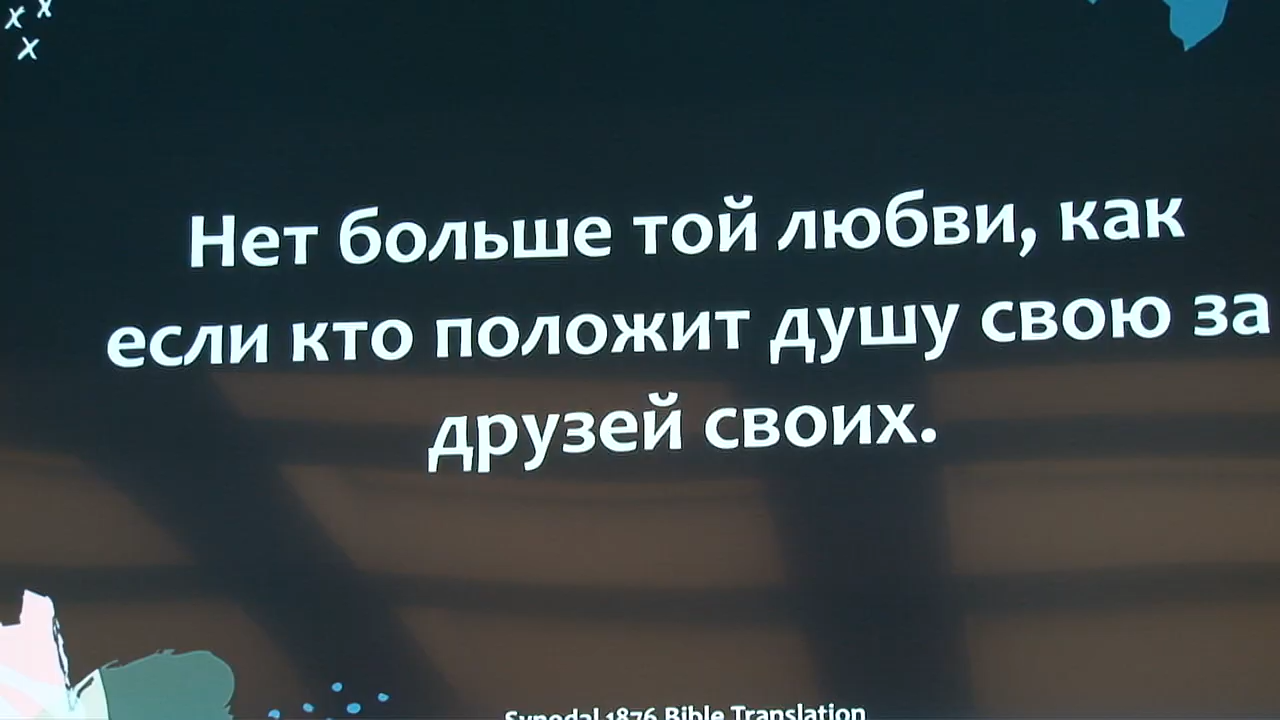 Нет больше той любви, как
если кто положит душу свою за
друзей своих.
Synodal 1876 Bible Translation